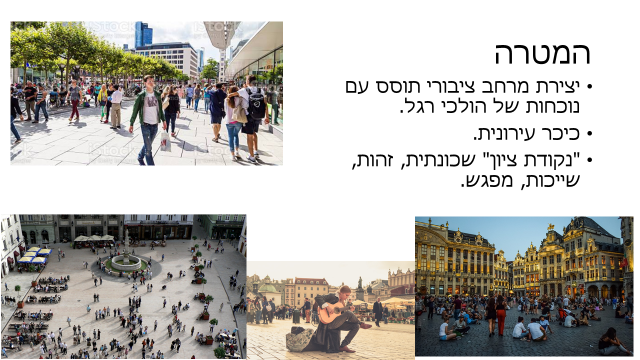 המטרה
• יצירת מרחב ציבורי תוסס עם
נוכחות של הולכי רגל.
• כיכר עירונית.
• "נקודת ציון" שכונתית, זהות,
שייכות, מפגש.